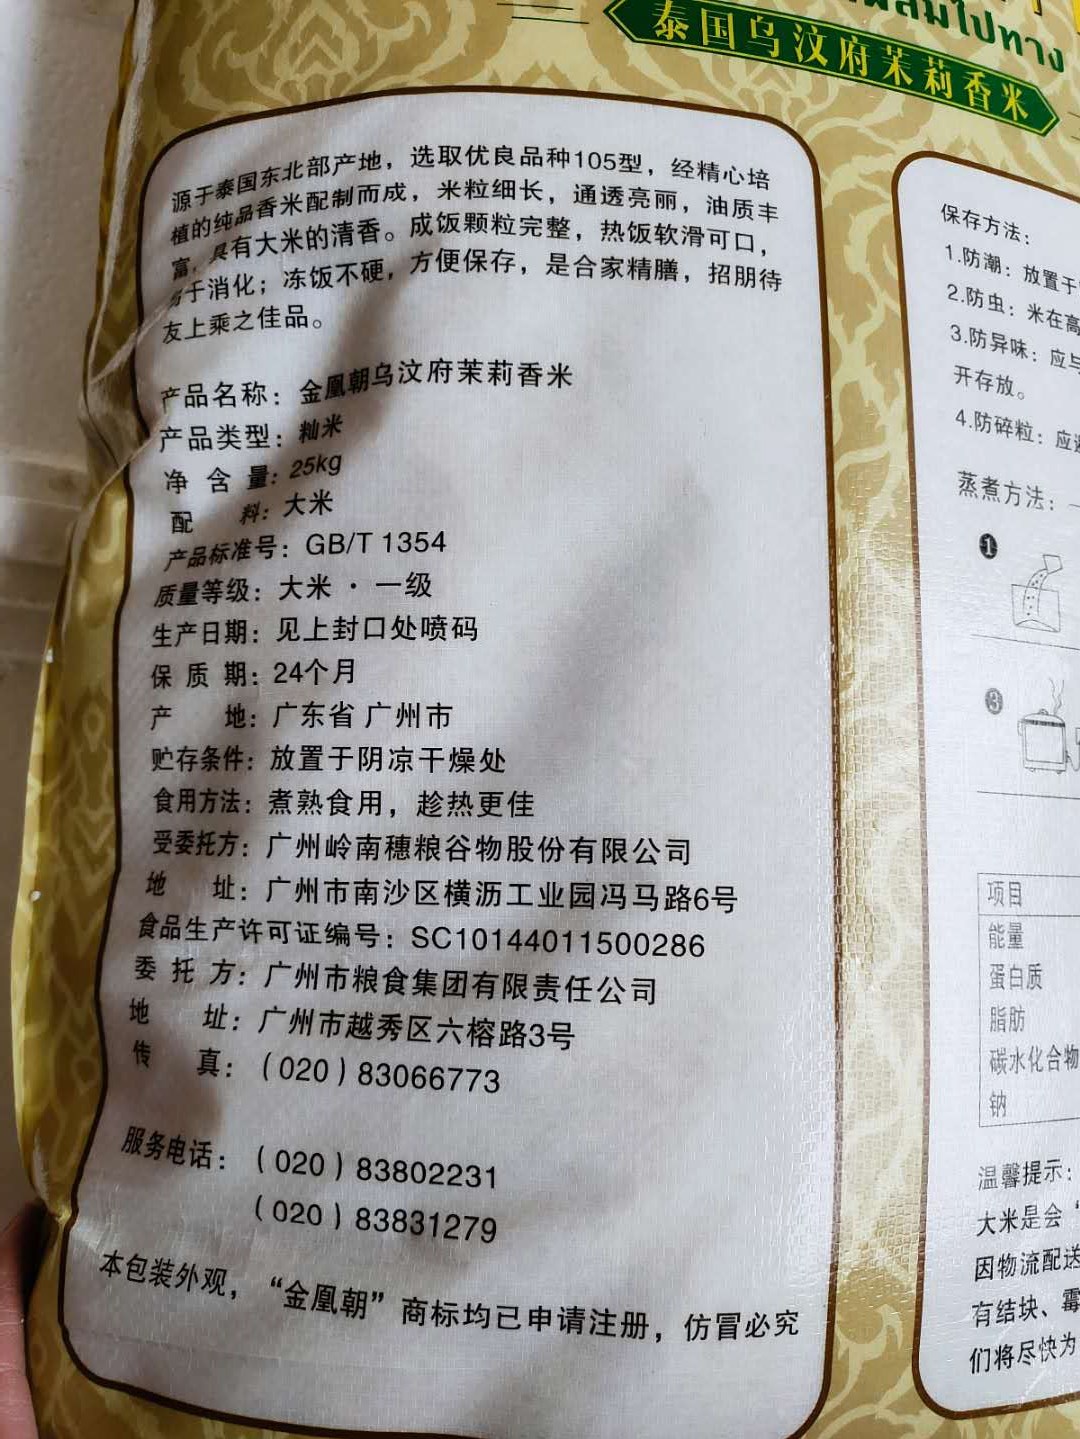 泰国乌汶府茉莉香米
源于泰国东北部产地，选取优良品种105型，经精心培
植的纯品香米配制而成，米粒细长，通透亮丽，油质丰
富，具有大米的清香。成饭颗粒完整，热饭软滑可口，
易于消化；冻饭不硬，方便保存，是合家精膳，招朋待
友上乘之佳品。
产品名称：金凰朝乌汶府茉莉香米
产品类型：籼米
净含量：25kg
配料：大米
产品标准号：GB/T 1354
质量等级：大米·一级
生产日期：见上封口处喷码
保质期：24个月
产地：广东省 广州市
贮存条件：放置于阴凉干燥处
食用方法：煮熟食用，趁热更佳
受委托方：广州岭南穗粮谷物股份有限公司
地址：广州市南沙区横沥工业园冯马路6号
食品生产许可证编号：SC10144011500286
委托方：广州市粮食集团有限责任公司
地址：广州市越秀区六榕路3号
传真：（020）83066773
服务电话：（020）83802231
（020）83831279
本包装外观，“金凰朝”商标均已申请注册，仿冒必究
保存方法：
1.防潮：放置于
2.防虫：米在高
3.防异味：应与
开存放。
4.防碎粒：应
蒸煮方法：
1
3
项目
能量
蛋白质
脂肪
碳水化合物
钠
温馨提示：
大米是会“
因物流配送
有结块、霉
们将尽快为